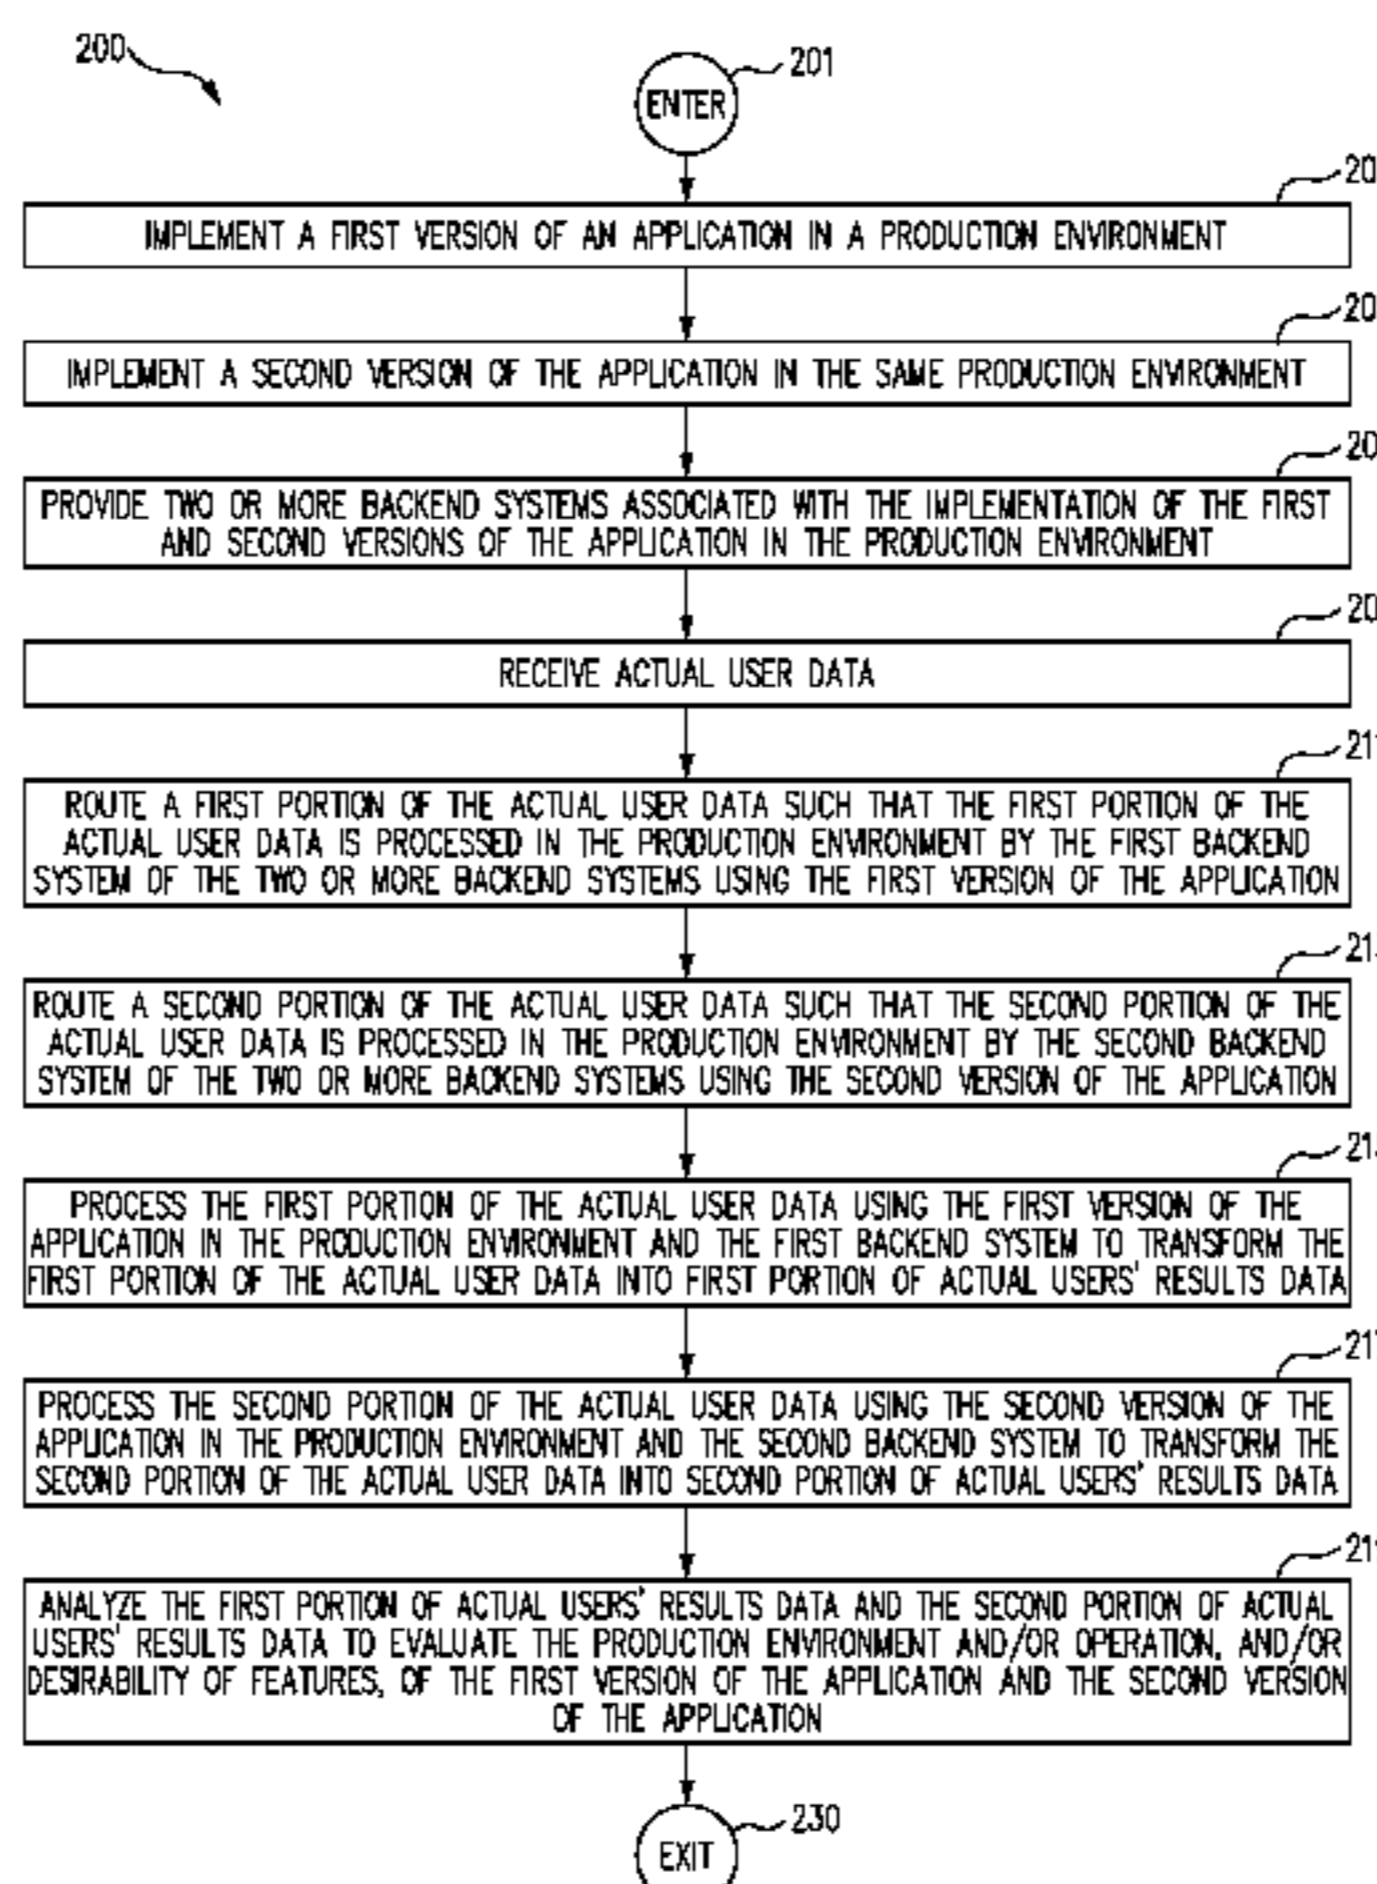 200
201
ENTER
20
IMPLEMENT A FIRST VERSION OF AN APPLICATION IN A PRODUCTION ENVIRONMENT
20
IMPLEMENT A SECOND VERSION OF THE APPLICATION IN THE SAME PRODUCTION ENVIRONMENT
20
PROVIDE TWO OR MORE BACKEND SYSTEMS ASSOCIATED WITH THE IMPLEMENTATION OF THE FIRST
AND SECOND VERSIONS OF THE APPLICATION IN THE PRODUCTION ENVIRONMENT
20
RECEIVE ACTUAL USER DATA
21
ROUTE A FIRST PORTION OF THE ACTUAL USER DATA SUCH THAT THE FIRST PORTION OF THE
ACTUAL USER DATA IS PROCESSED IN THE PRODUCTION ENVIRONMENT BY THE FIRST BACKEND
SYSTEM OF THE TWO OR MORE BACKEND SYSTEMS USING THE FIRST VERSION OF THE APPLICATION
21
ROUTE A SECOND PORTION OF THE ACTUAL USER DATA SUCH THAT THE SECOND PORTION OF THE
ACTUAL USER DATA IS PROCESSED IN THE PRODUCTION ENVIRONMENT BY THE SECOND BACKEND
SYSTEM OF THE TWO OR MORE BACKEND SYSTEMS USING THE SECOND VERSION OF THE APPLICATION
21
PROCESS THE FIRST PORTION OF THE ACTUAL USER DATA USING THE FIRST VERSION OF THE
APPLICATION IN THE PRODUCTION ENVIRONMENT AND THE FIRST BACKEND SYSTEM TO TRANSFORM THE
FIRST PORTION OF THE ACTUAL USER DATA INTO FIRST PORTION OF ACTUAL USERS' RESULTS DATA
21
PROCESS THE SECOND PORTION OF THE ACTUAL USER DATA USING THE SECOND VERSION OF THE
APPLICATION IN THE PRODUCTION ENVIRONMENT AND THE SECOND BACKEND SYSTEM TO TRANSFORM THE
SECOND PORTION OF THE ACTUAL USER DATA INTO SECOND PORTION OF ACTUAL USERS' RESULTS DATA
21
ANALYZE THE FIRST PORTION OF ACTUAL USERS' RESULTS DATA AND THE SECOND PORTION OF ACTUAL
USERS' RESULTS DATA TO EVALUATE THE PRODUCTION ENVIRONMENT AND/OR OPERATION, AND/OR
DESIRABILITY OF FEATURES, OF THE FIRST VERSION OF THE APPLICATION AND THE SECOND VERSION
OF THE APPLICATION
230
EXIT